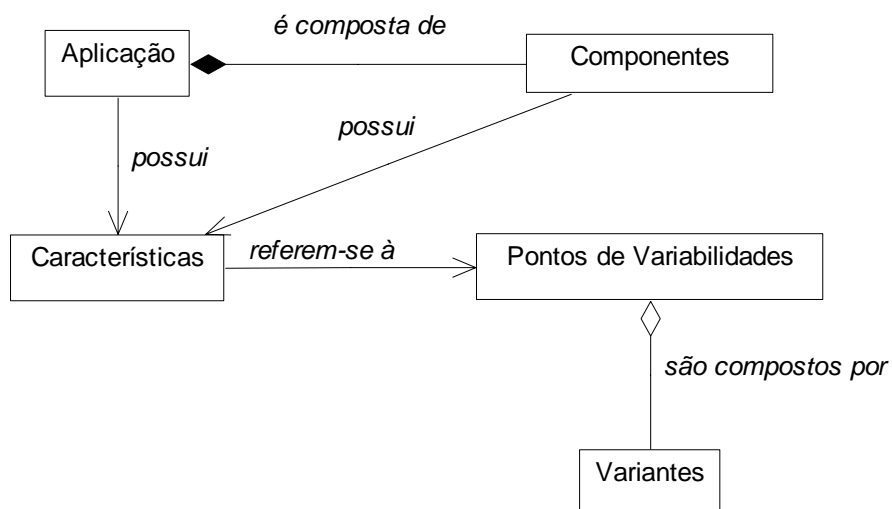 é composta de
Aplicação
Componentes
possui
possui
Características
referem-se à
Pontos de Variabilidades
são compostos por
Variantes